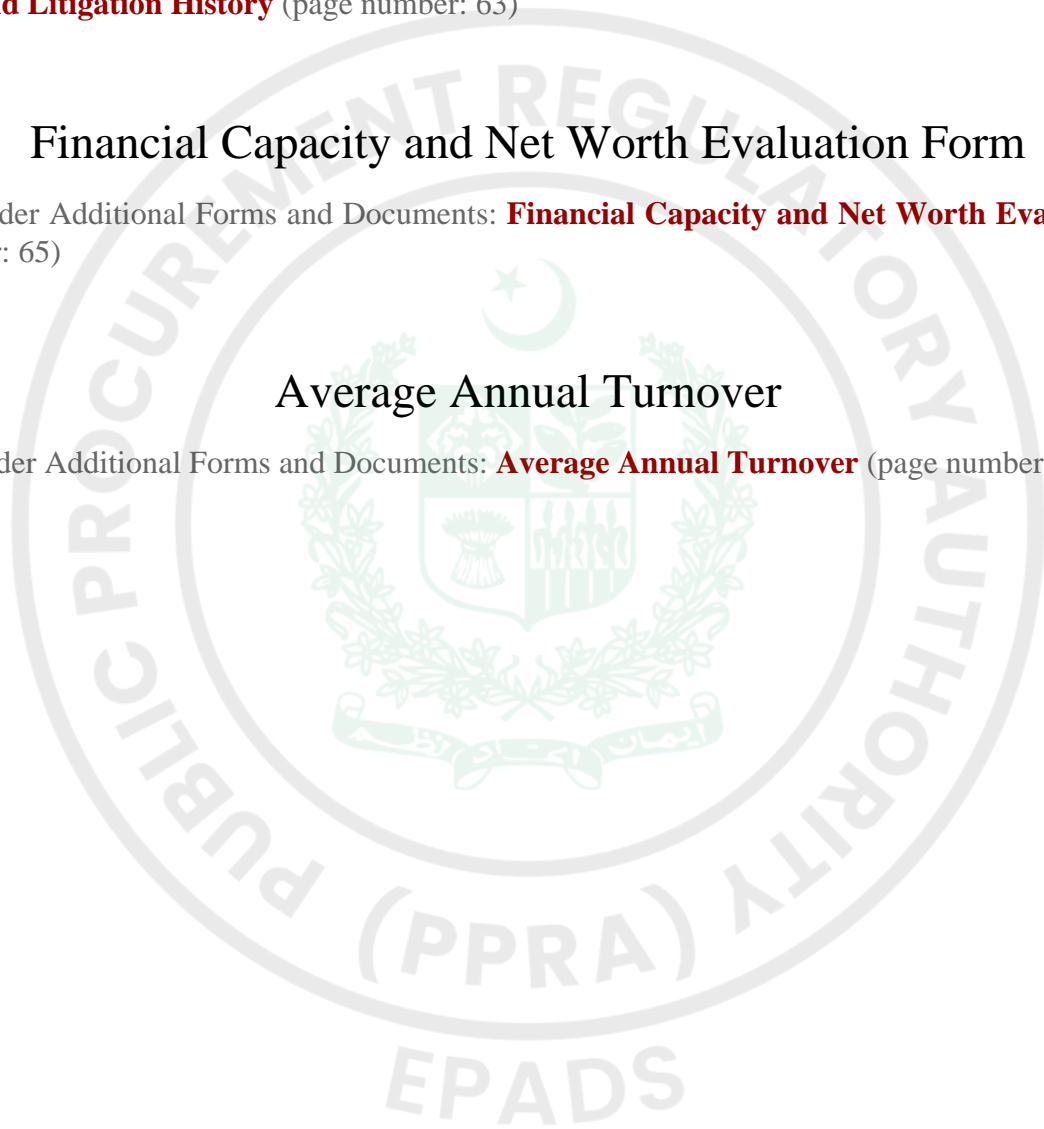 d Litigation History (page number: 63)
Financial Capacity and Net Worth Evaluation Form
der Additional Forms and Documents: Financial Capacity and Net Worth Eva
: 65)
Average Annual Turnover
der Additional Forms and Documents: Average Annual Turnover (page number
PUBLIC PROCUREMENT REGULATORY AUTHORITY
(PPRA)
EPADS